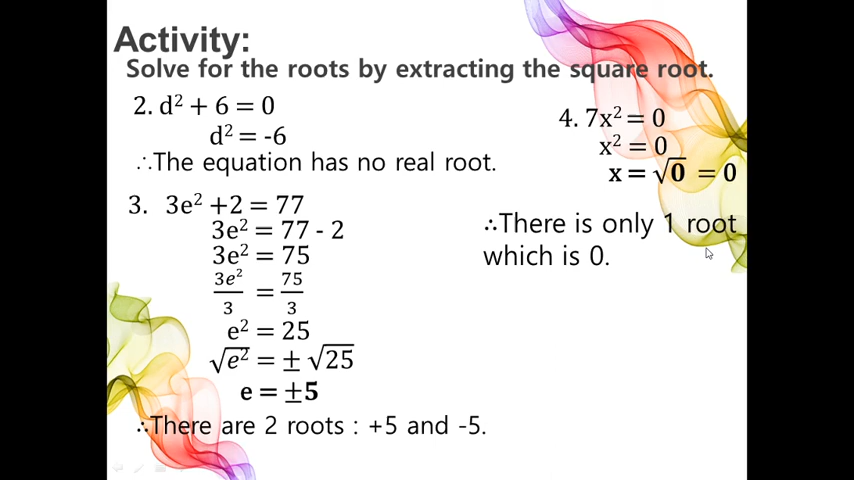 Activity:
Solve for the roots by extracting the square root.
2. d² + 6 = 0
d² = -6
∴The equation has no real root.
3. 3e² +2 = 77
3e² = 77 - 2
3e² = 75
3e²/3 = 75/3
e² = 25
√e² = ± √25
e = ±5
∴There are 2 roots : +5 and -5.
4. 7x² = 0
x² = 0
x = √0 = 0
∴There is only 1 root
which is 0.